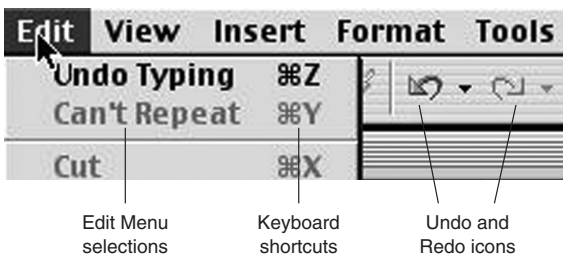 Edit View Insert Format Tools
Undo Typing ⌘Z
Can't Repeat ⌘Y
Cut ⌘X
Edit Menu selections
Keyboard shortcuts
Undo and Redo icons